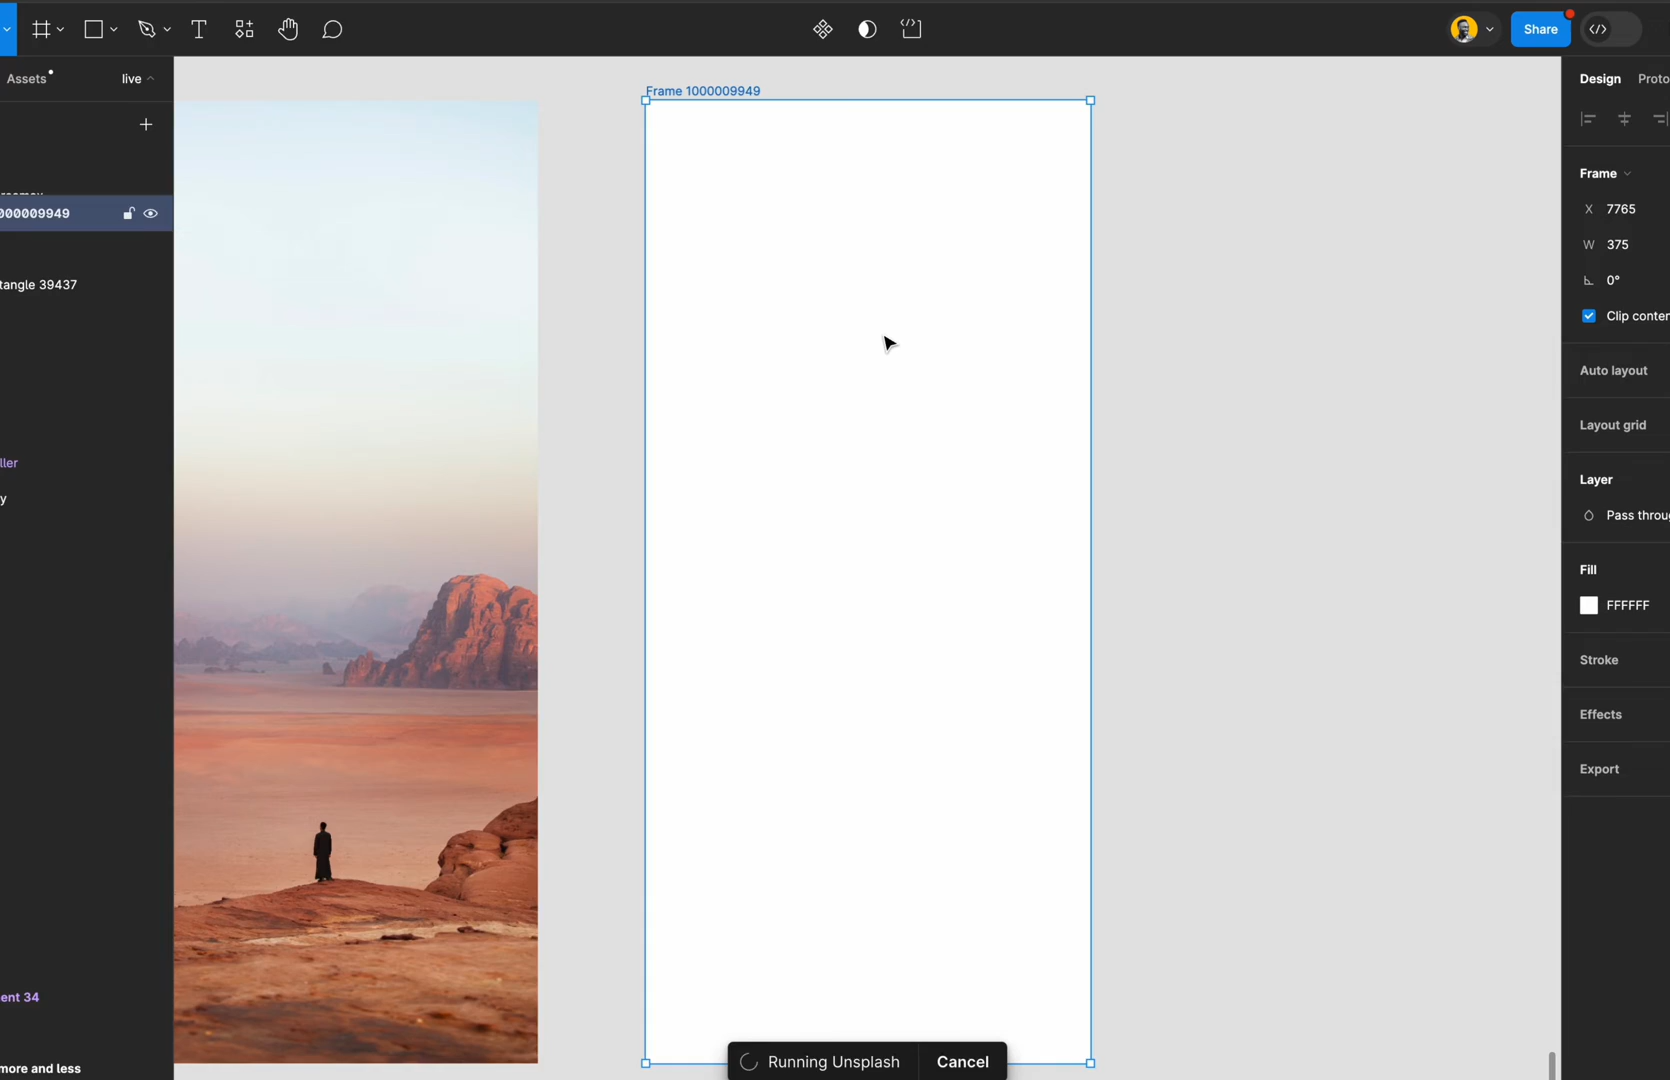 Share
Assets
live
Design
Proto
Frame 1000009949
000009949
tangle 39437
ller
y
ent 34
more and less
Frame
X 7765
W 375
0°
Clip conten
Auto layout
Layout grid
Layer
Pass throug
Fill
FFFFFF
Stroke
Effects
Export
Running Unsplash
Cancel